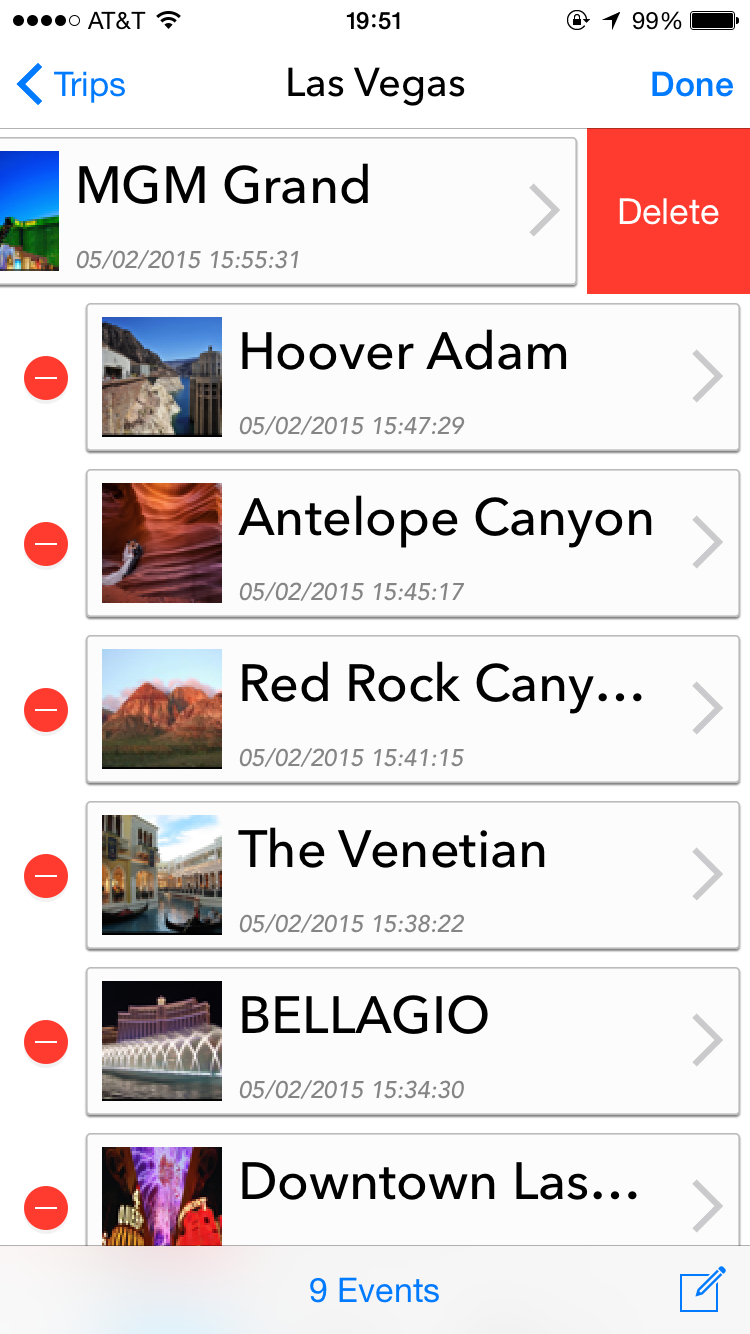 AT&T 19:51 99%
Trips Las Vegas Done
MGM Grand
05/02/2015 15:55:31
Delete
Hoover Adam
05/02/2015 15:47:29
Antelope Canyon
05/02/2015 15:45:17
Red Rock Cany...
05/02/2015 15:41:15
The Venetian
05/02/2015 15:38:22
BELLAGIO
05/02/2015 15:34:30
Downtown Las...
9 Events